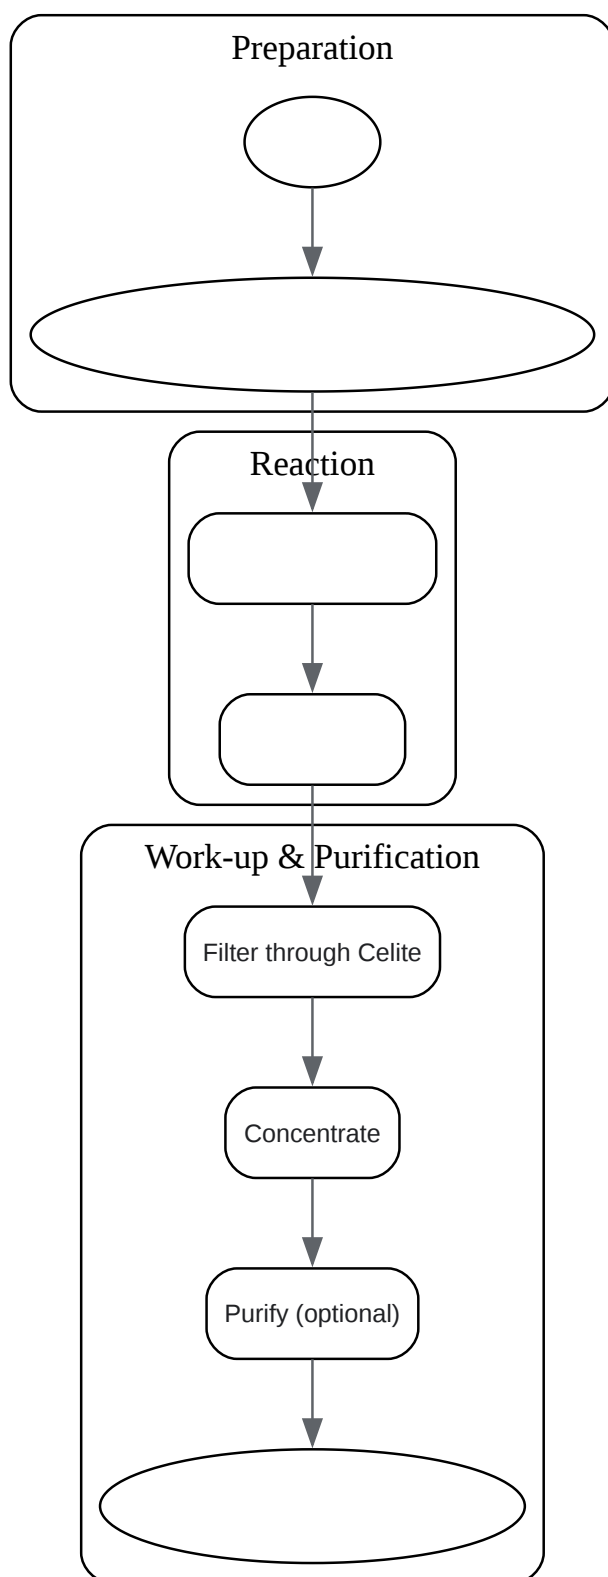 Preparation
Reaction
Work-up & Purification
Filter through Celite
Concentrate
Purify (optional)